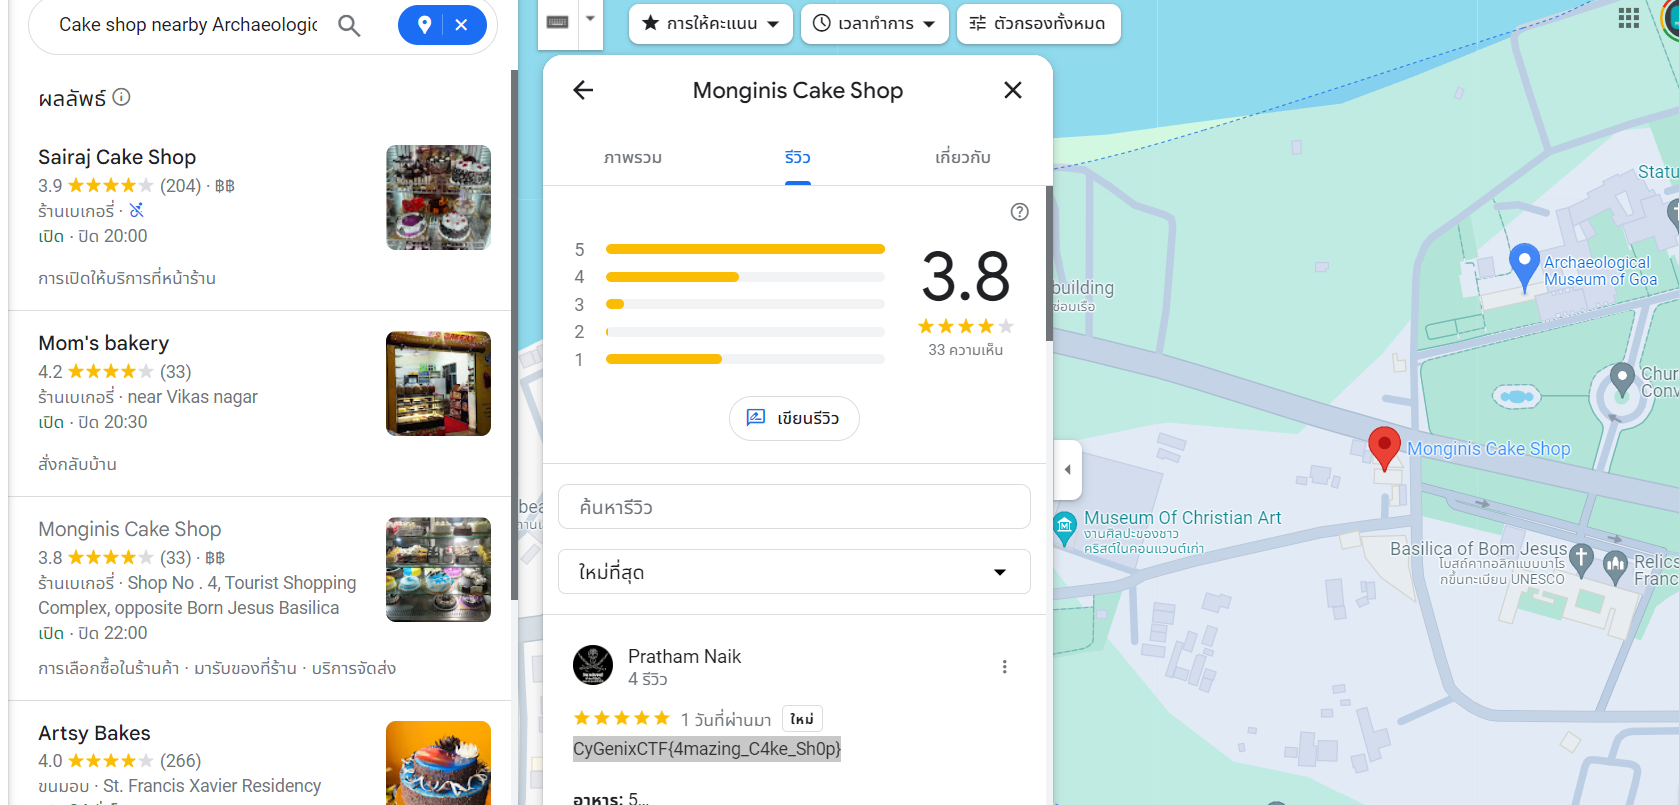 Cake shop nearby Archaeologic
ผลลัพธ์
Sairaj Cake Shop
3.9 (204) · ฿฿
ร้านเบเกอรี่ ·
เปิด · ปิด 20:00
การเปิดให้บริการที่หน้าร้าน
Mom's bakery
4.2 (33)
ร้านเบเกอรี่ · near Vikas nagar
เปิด · ปิด 20:30
สั่งกลับบ้าน
Monginis Cake Shop
3.8 (33) · ฿฿
ร้านเบเกอรี่ · Shop No . 4, Tourist Shopping
Complex, opposite Born Jesus Basilica
เปิด · ปิด 22:00
การเลือกซื้อในร้านค้า · มารับของที่ร้าน · บริการจัดส่ง
Artsy Bakes
4.0 (266)
ขนมอบ · St. Francis Xavier Residency
การให้คะแนน
เวลาทำการ
ตัวกรองทั้งหมด
Monginis Cake Shop
ภาพรวม
รีวิว
เกี่ยวกับ
5
4
3
2
1
3.8
33 ความเห็น
เขียนรีวิว
ค้นหารีวิว
ใหม่ที่สุด
Pratham Naik
4 รีวิว
1 วันที่ผ่านมา
ใหม่
CyGenixCTF{4mazing_C4ke_Sh0p}
อาหาร: 5...
Statu
Archaeological
Museum of Goa
building
ซ่อมเรือ
Chur
Conv
Monginis Cake Shop
Museum Of Christian Art
งานศิลปะของชาว
คริสต์ในคอนแวนต์เก่า
Basilica of Bom Jesus
โบสถ์คาทอลิกแบบบาโร
กขึ้นทะเบียน UNESCO
Relics
Franc